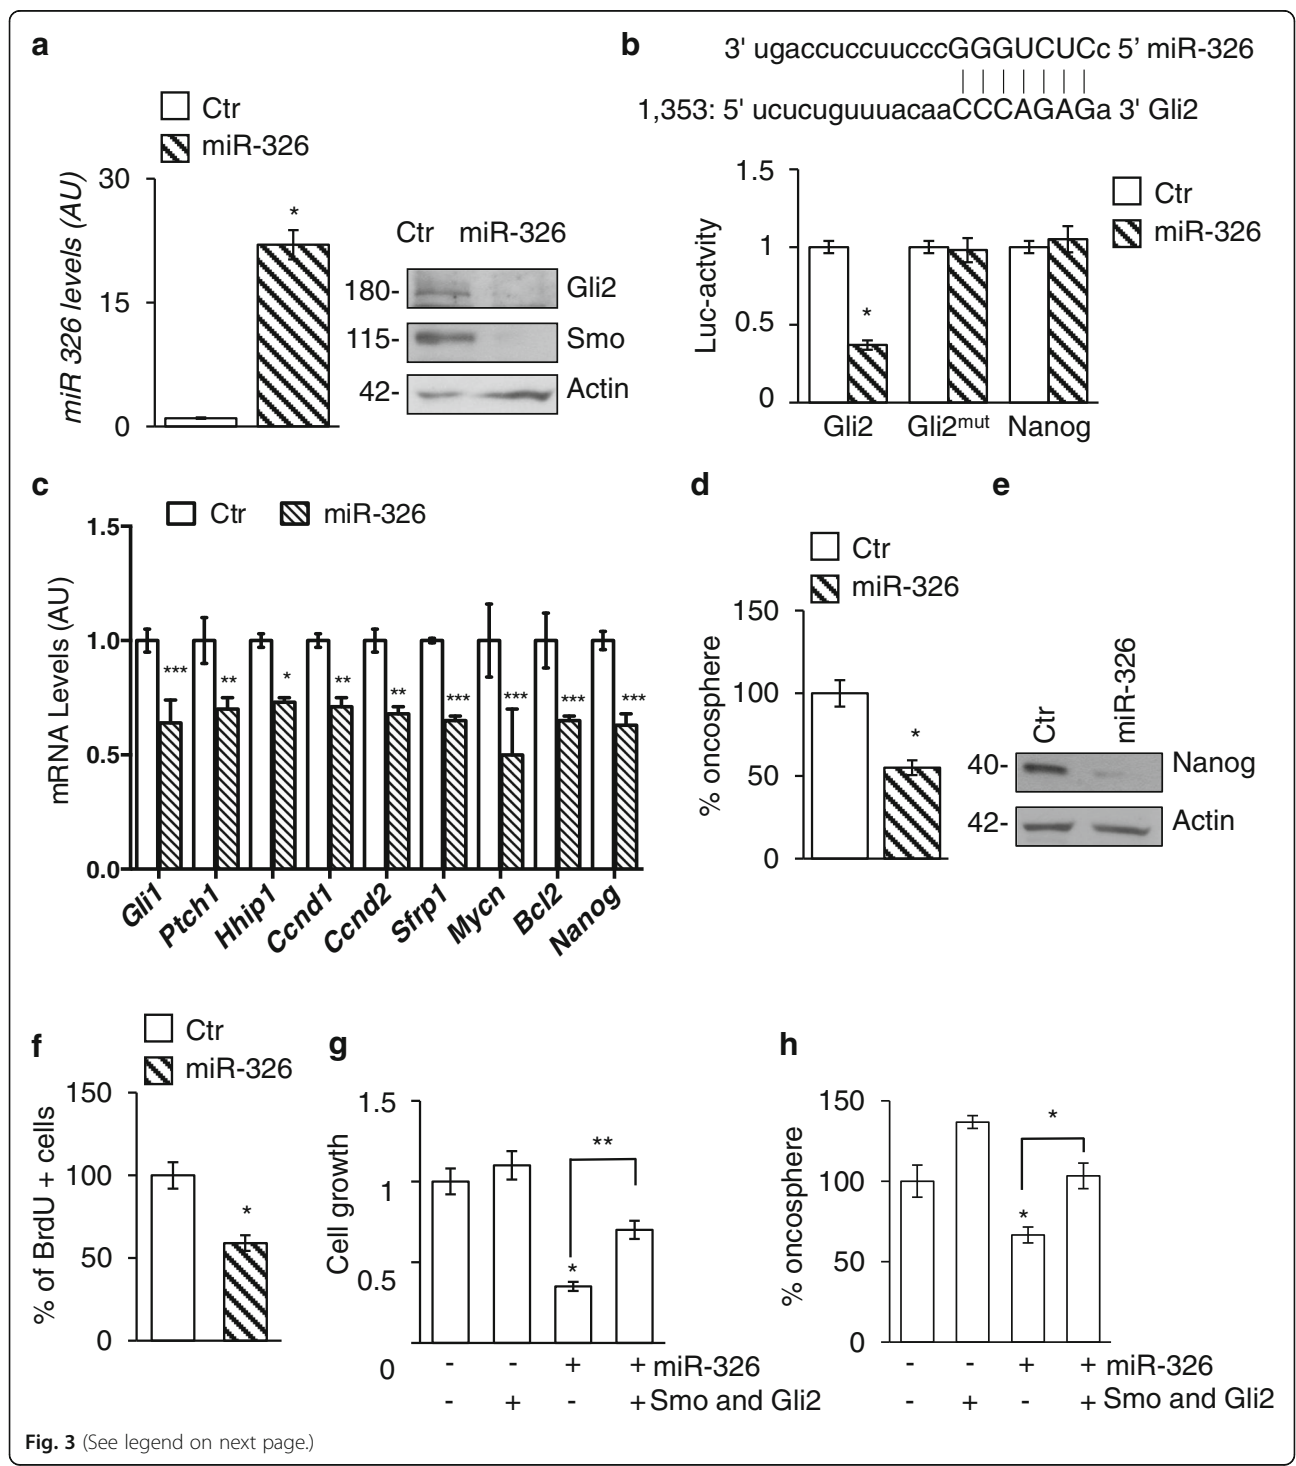 a
Ctr
miR-326
miR 326 levels (AU)
30
15
0
*
Ctr miR-326
180- Gli2
115- Smo
42- Actin
b
3' ugaccuccuucccGGGUCUCc 5’ miR-326
1,353: 5' ucucuguuuacaaCCCAGAGa 3' Gli2
Ctr
miR-326
Luc-actvity
1.5
1
0.5
0
*
Gli2 Gli2mut Nanog
c
Ctr miR-326
mRNA Levels (AU)
1.5
1.0
0.5
0.0
*** ** * ** ** *** *** *** ***
Gli1 Ptch1 Hhip1 Ccnd1 Ccnd2 Sfrp1 Mycn Bcl2 Nanog
d
Ctr
miR-326
% oncosphere
150
100
50
0
*
e
Ctr miR-326
40- Nanog
42- Actin
f
Ctr
miR-326
% of BrdU + cells
150
100
50
0
*
g
Cell growth
1.5
1
0.5
0
**
*
- - + + miR-326
- + - + Smo and Gli2
h
% oncosphere
150
100
50
0
*
*
- - + + miR-326
- + - + Smo and Gli2
Fig. 3 (See legend on next page.)